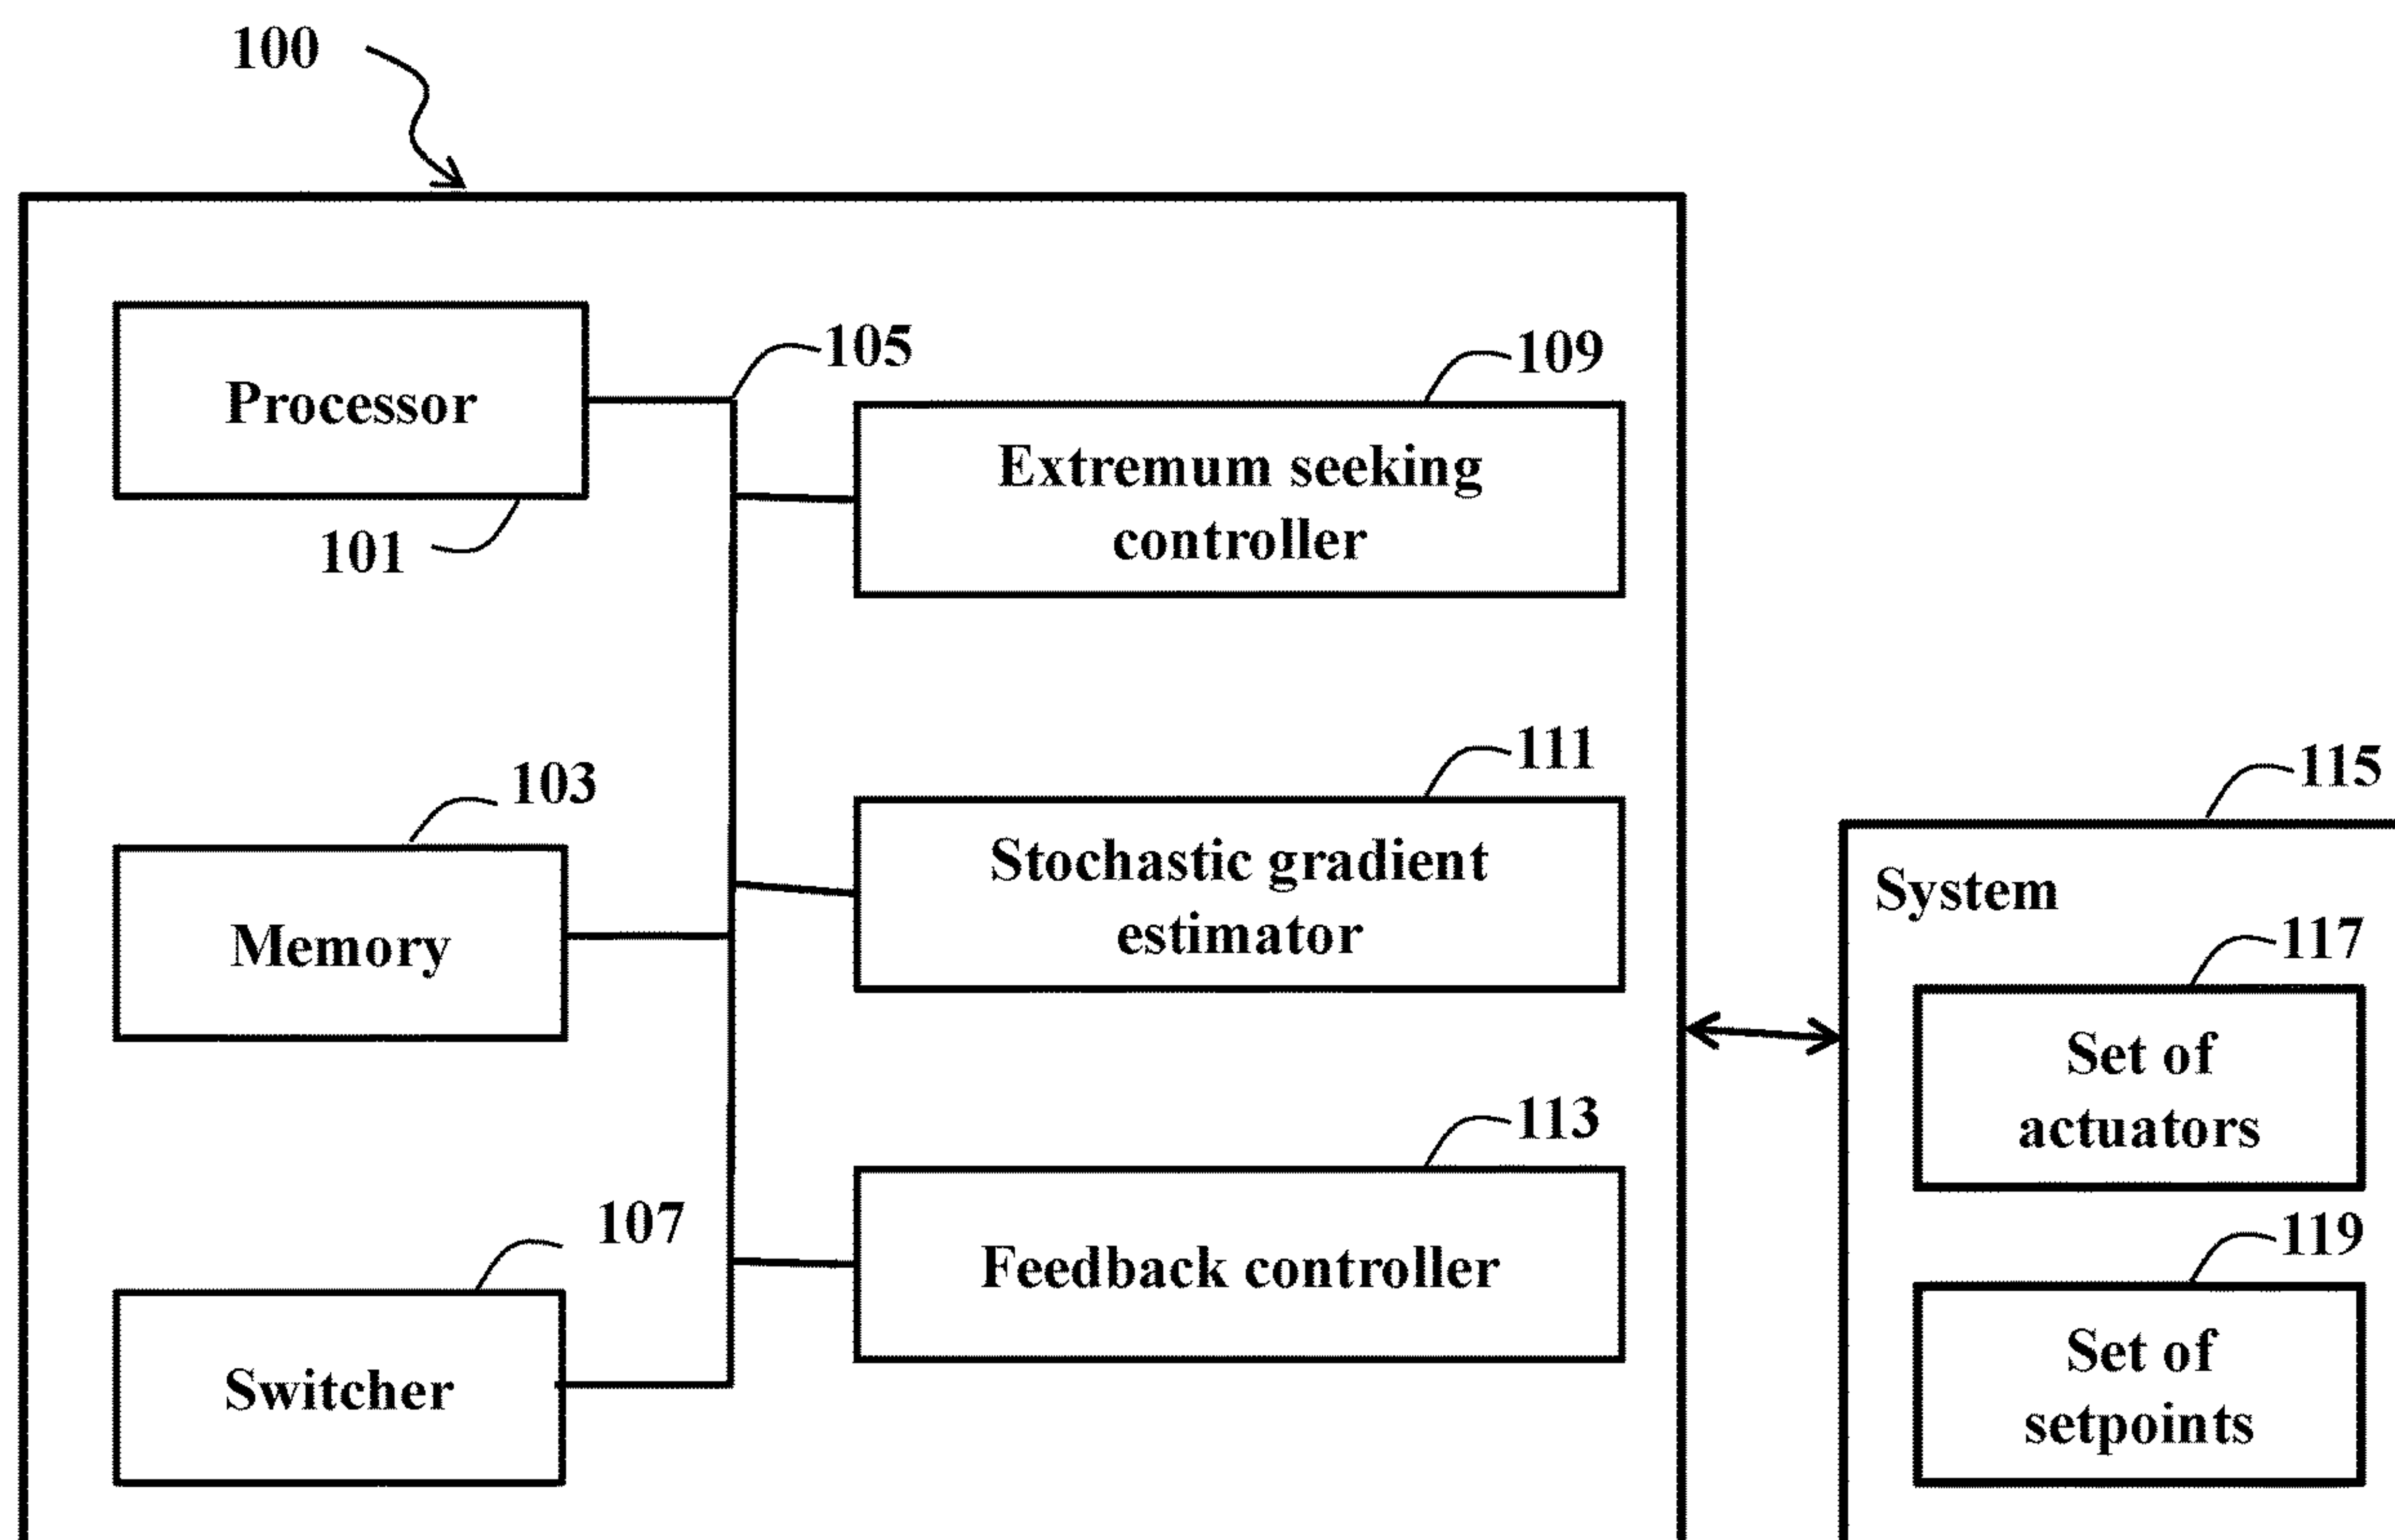 100
105
109
Processor
Extremum seeking
controller
101
111
103
115
Stochastic gradient
estimator
System
Memory
117
Set of
actuators
113
107
119
Feedback controller
Switcher
Set of
setpoints